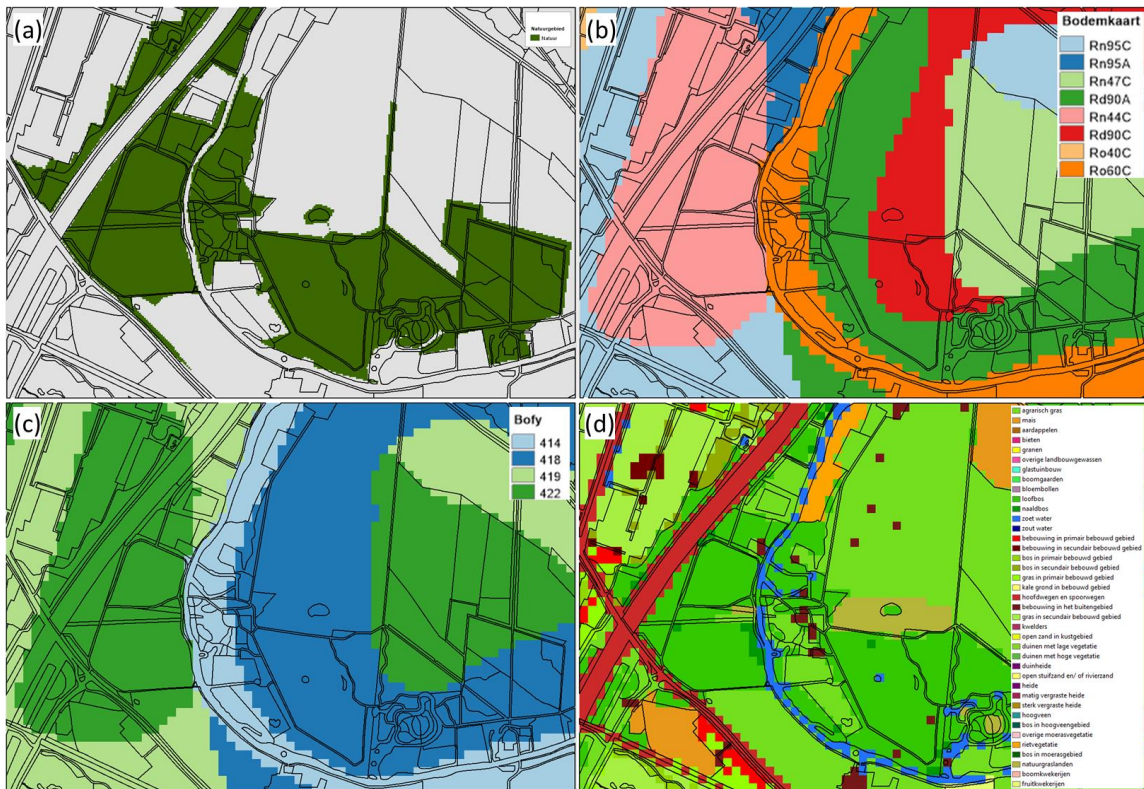 (a)
Natuurgebied
Natuur
(b)
Bodemkaart
Rn95C
Rn95A
Rn47C
Rd90A
Rn44C
Rd90C
Ro40C
Ro60C
(c)
Bofy
414
418
419
422
(d)
agrarisch gras
mais
aardappelen
bieten
granen
overige landbouwgewassen
glastuinbouw
boomgaarden
bloembollen
loofbos
naaldbos
zoet water
zout water
bebouwing in primair bebouwd gebied
bebouwing in secundair bebouwd gebied
bos in primair bebouwd gebied
bos in secundair bebouwd gebied
gras in primair bebouwd gebied
kale grond in bebouwd gebied
hoofdwegen en spoorwegen
bebouwing in het buitengebied
gras in secundair bebouwd gebied
kwelders
open zand in kustgebied
duinen met lage vegetatie
duinen met hoge vegetatie
duinheide
open stuifzand en/ of rivierzand
heide
matig vergraste heide
sterk vergraste heide
hoogveen
bos in hoogveengebied
overige moerasvegetatie
rietvegetatie
bos in moerasgebied
natuurgraslanden
boomkwekerijen
fruitkwekerijen